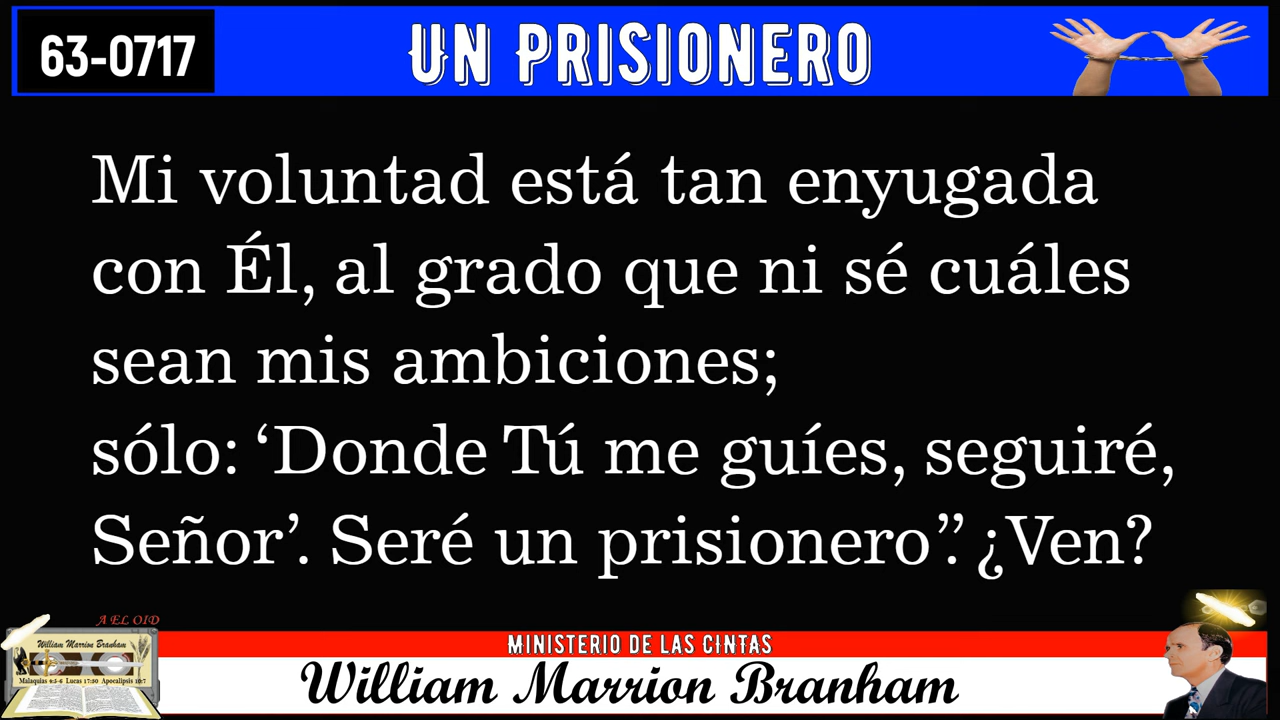 63-0717
UN PRISIONERO
Mi voluntad está tan enyugada
con Él, al grado que ni sé cuáles
sean mis ambiciones;
sólo: ‘Donde Tú me guíes, seguiré,
Señor’. Seré un prisionero”. ¿Ven?
A EL OID
William Marrion Branham
Malaquias 4:5-6 Lucas 17:30 Apocalipsis 10:7
MINISTERIO DE LAS CINTAS
William Marrion Branham